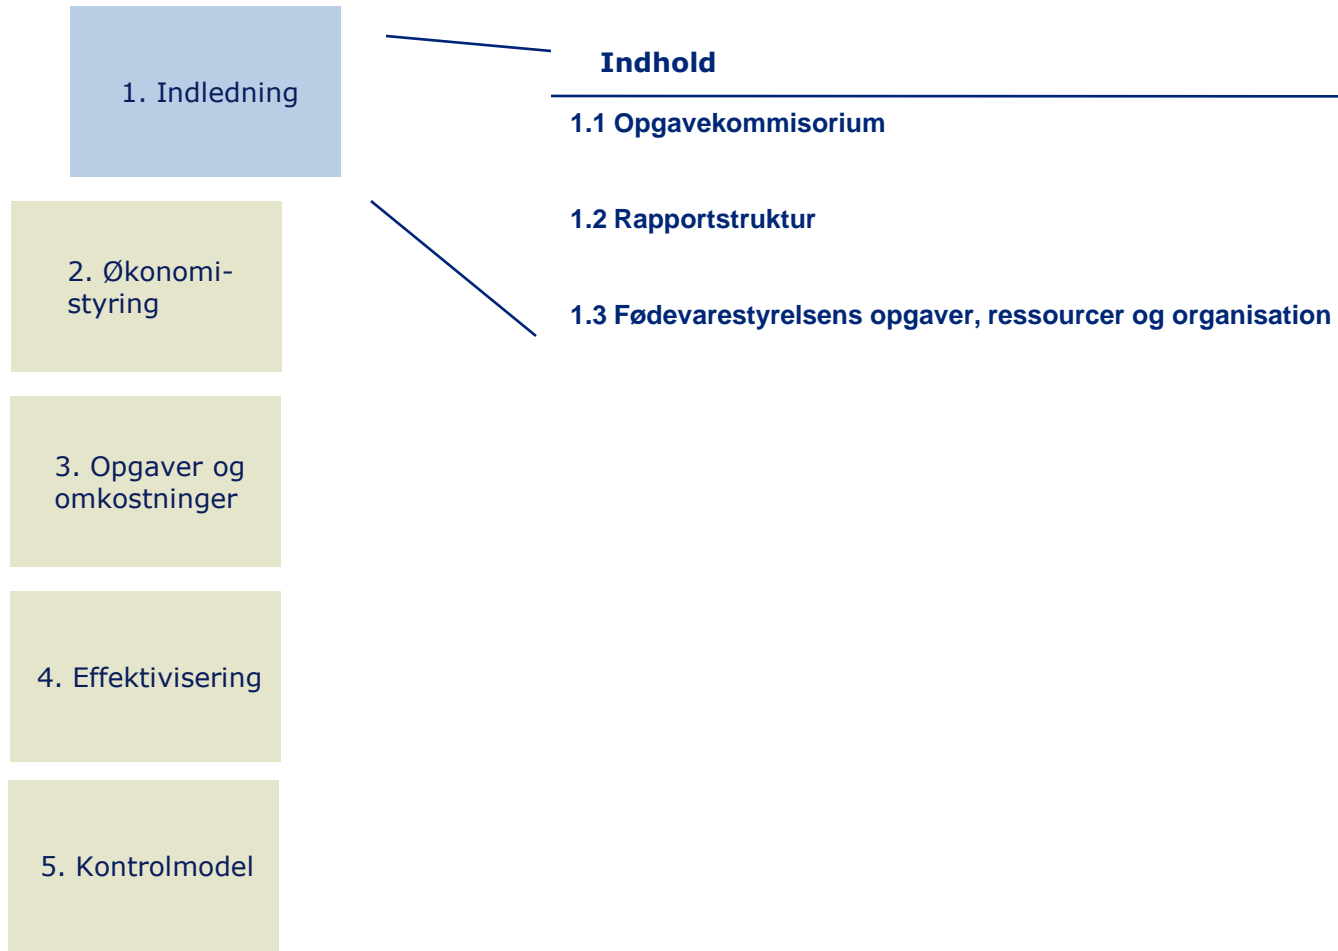 1. Indledning
Indhold
1.1 Opgavekommisorium
1.2 Rapportstruktur
1.3 Fødevarestyrelsens opgaver, ressourcer og organisation
2. Økonomi-
styring
3. Opgaver og
omkostninger
4. Effektivisering
5. Kontrolmodel